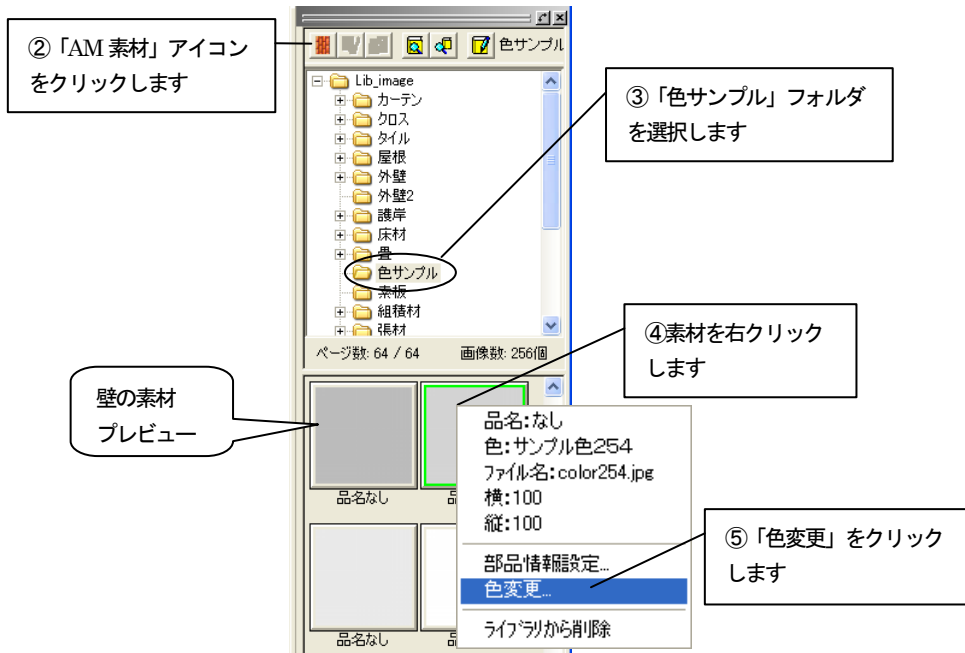 ②「AM 素材」アイコン
をクリックします
色サンプル
Lib_image
カーテン
クロス
タイル
屋根
外壁
外壁2
護岸
床材
畳
色サンプル
素板
組積材
張材
③「色サンプル」フォルダ
を選択します
ページ数: 64 / 64 画像数: 256個
④素材を右クリック
します
壁の素材
プレビュー
品名:なし
色:サンプル色254
ファイル名:color254.jpg
横:100
縦:100
部品情報設定...
色変更...
ライブラリから削除
⑤「色変更」をクリック
します
品名なし
品名なし